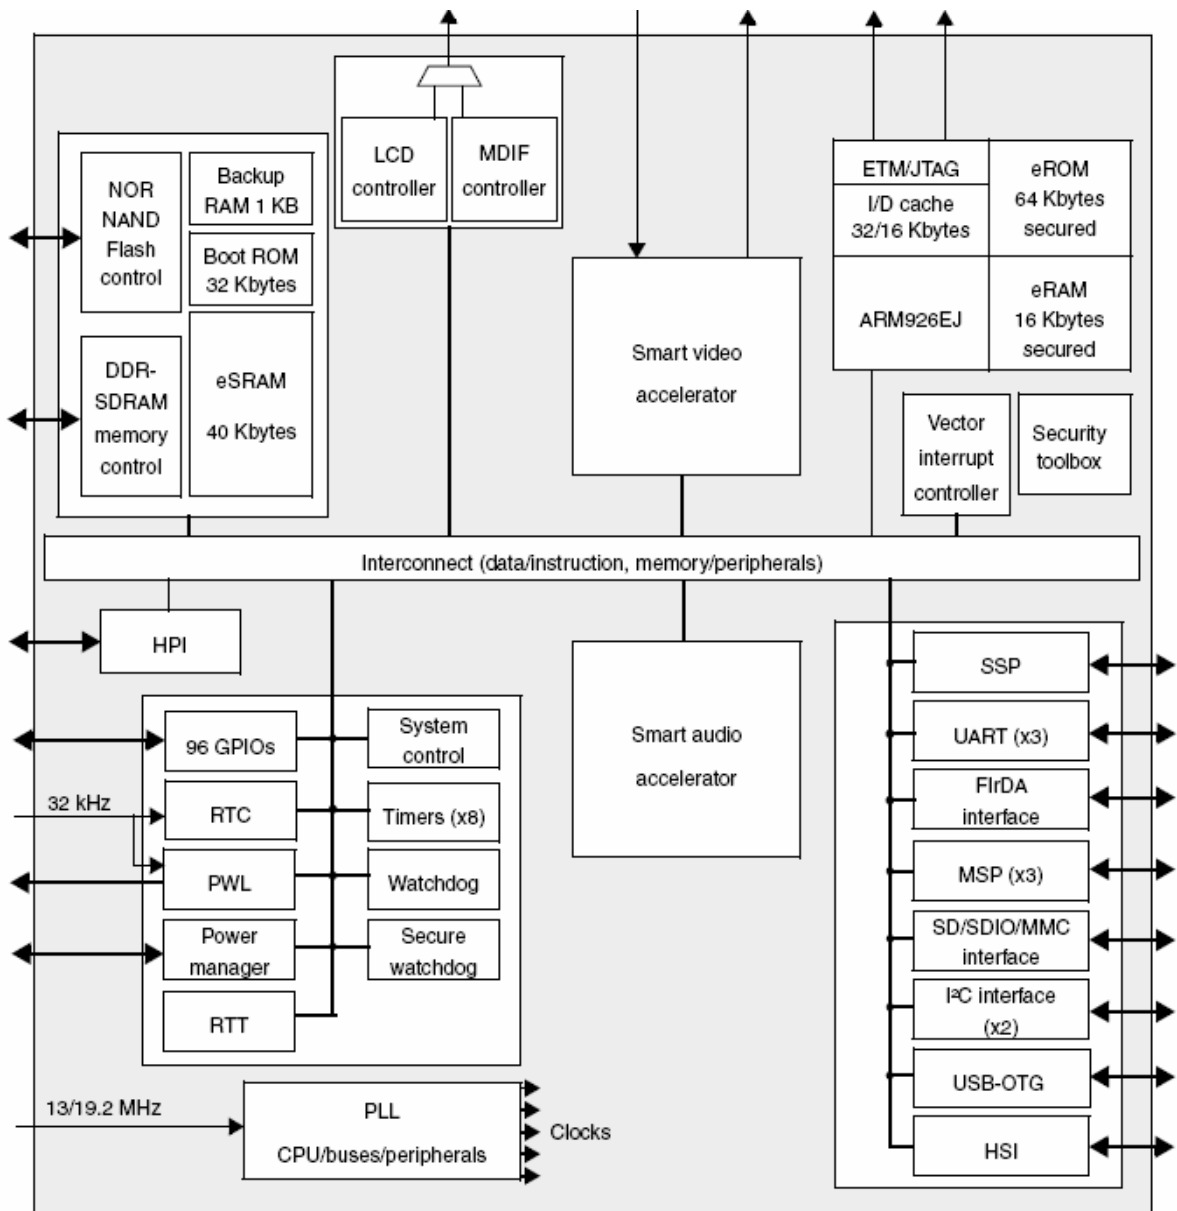 NOR
NAND
Flash
control
Backup
RAM 1 KB
Boot ROM
32 Kbytes
DDR-
SDRAM
memory
control
eSRAM
40 Kbytes
LCD
controller
MDIF
controller
Smart video
accelerator
ETM/JTAG
I/D cache
32/16 Kbytes
ARM926EJ
eROM
64 Kbytes
secured
eRAM
16 Kbytes
secured
Vector
interrupt
controller
Security
toolbox
Interconnect (data/instruction, memory/peripherals)
HPI
96 GPIOs
System
control
32 kHz
RTC
Timers (x8)
PWL
Watchdog
Power
manager
Secure
watchdog
RTT
13/19.2 MHz
PLL
CPU/buses/peripherals
Clocks
Smart audio
accelerator
SSP
UART (x3)
FIrDA
interface
MSP (x3)
SD/SDIO/MMC
interface
I²C interface
(x2)
USB-OTG
HSI